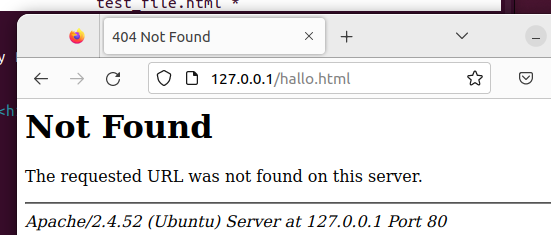 test_file.html *
404 Not Found
127.0.0.1/hallo.html
<h
Not Found
The requested URL was not found on this server.
Apache/2.4.52 (Ubuntu) Server at 127.0.0.1 Port 80